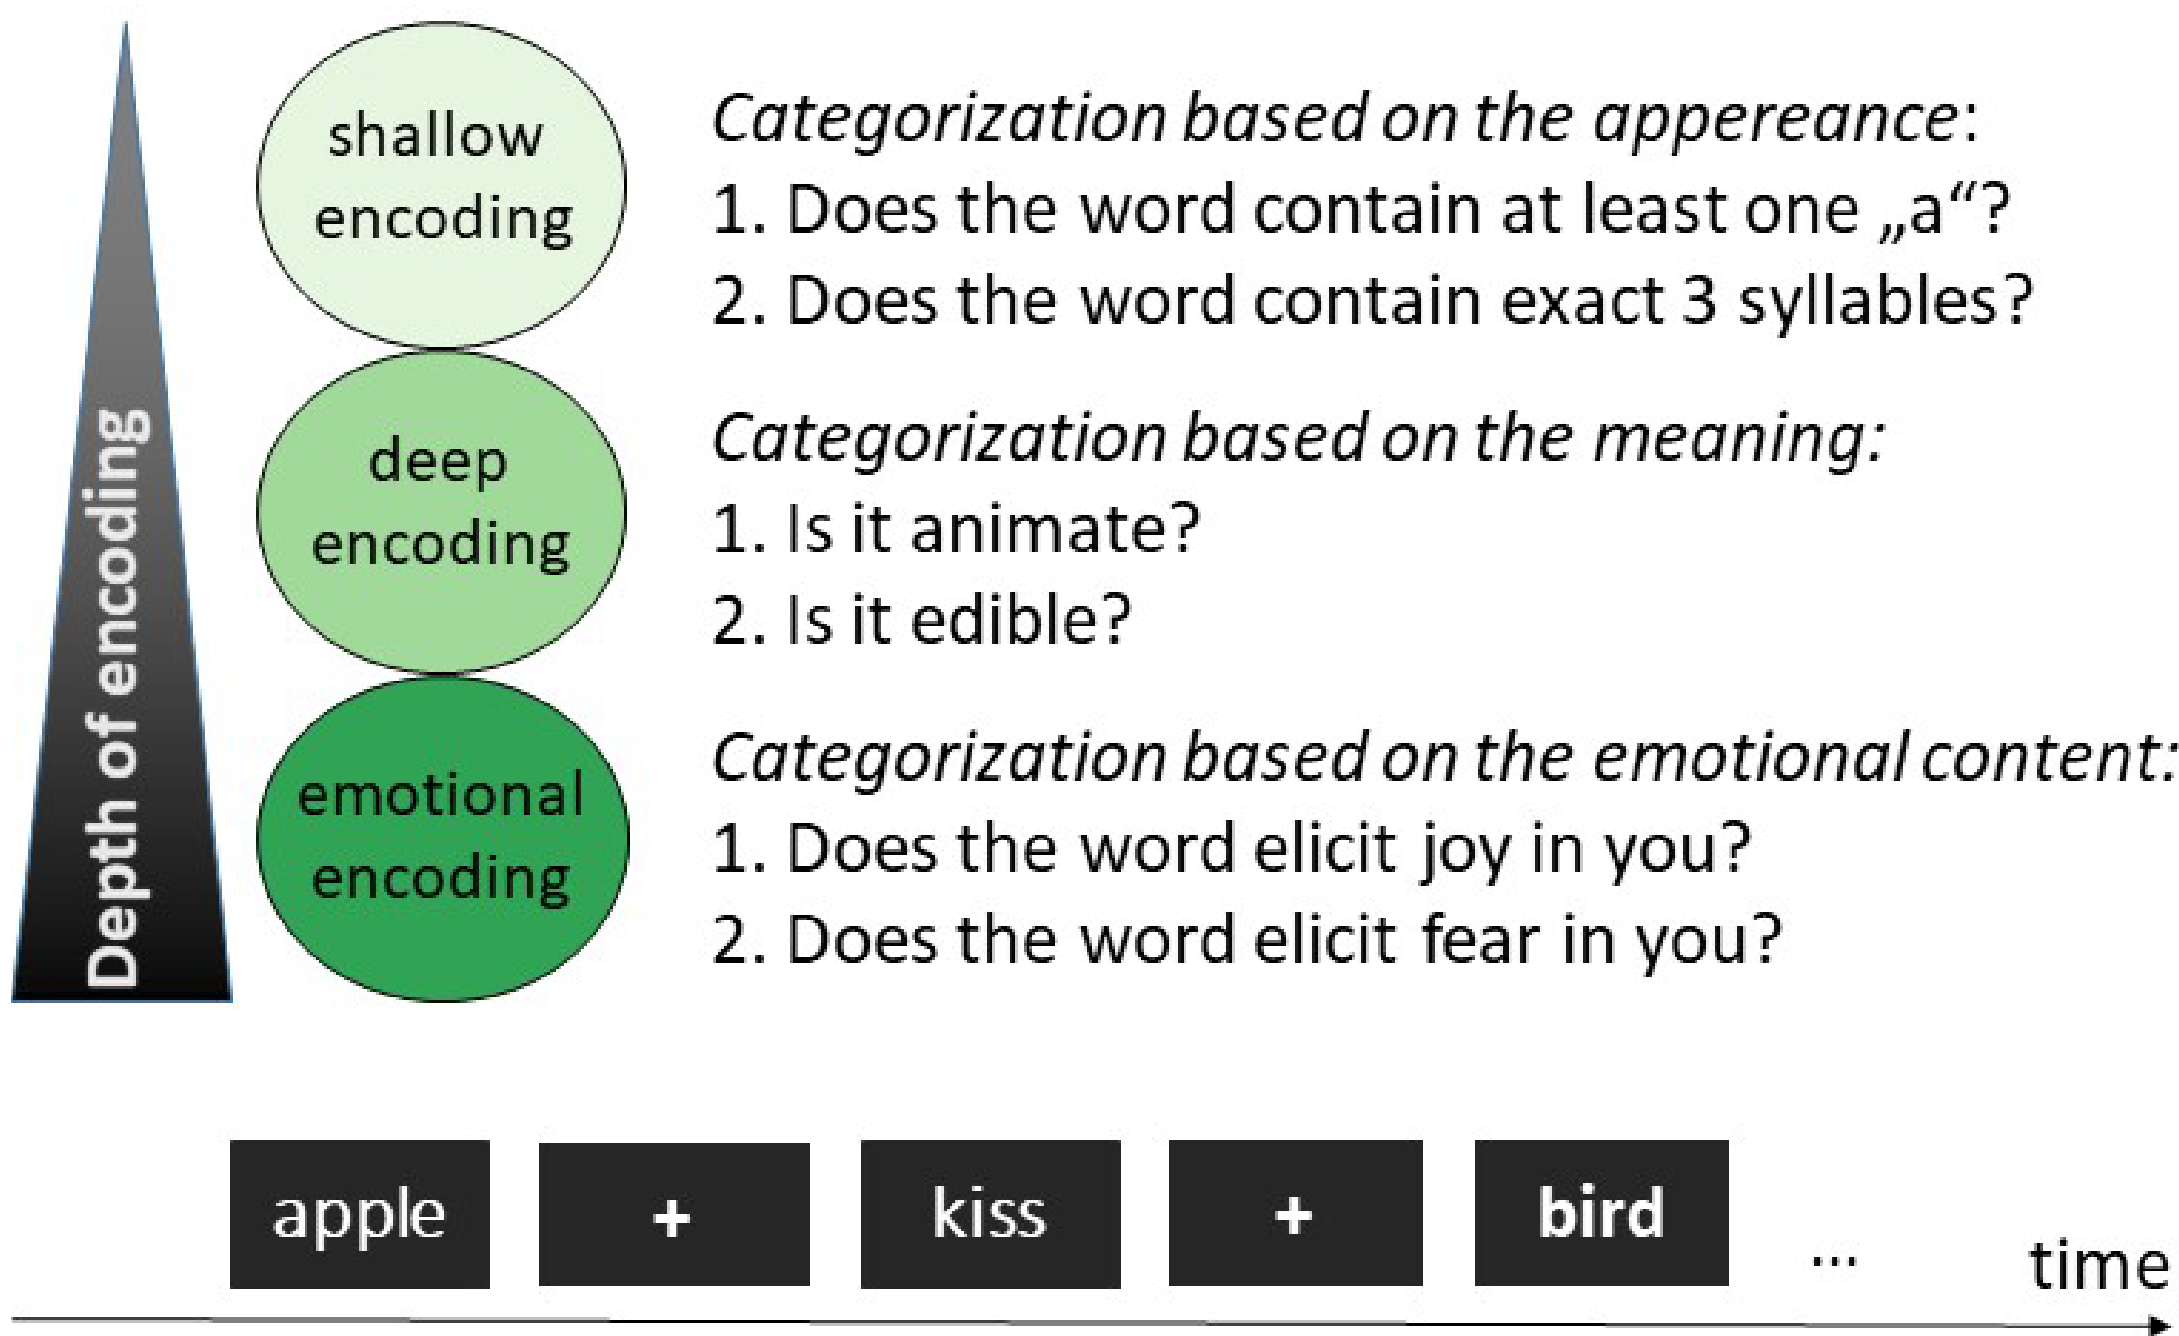 Depth of encoding
shallow
encoding
Categorization based on the appereance:
1. Does the word contain at least one „a“?
2. Does the word contain exact 3 syllables?
deep
encoding
Categorization based on the meaning:
1. Is it animate?
2. Is it edible?
emotional
encoding
Categorization based on the emotional content:
1. Does the word elicit joy in you?
2. Does the word elicit fear in you?
apple
+
kiss
+
bird
...
time